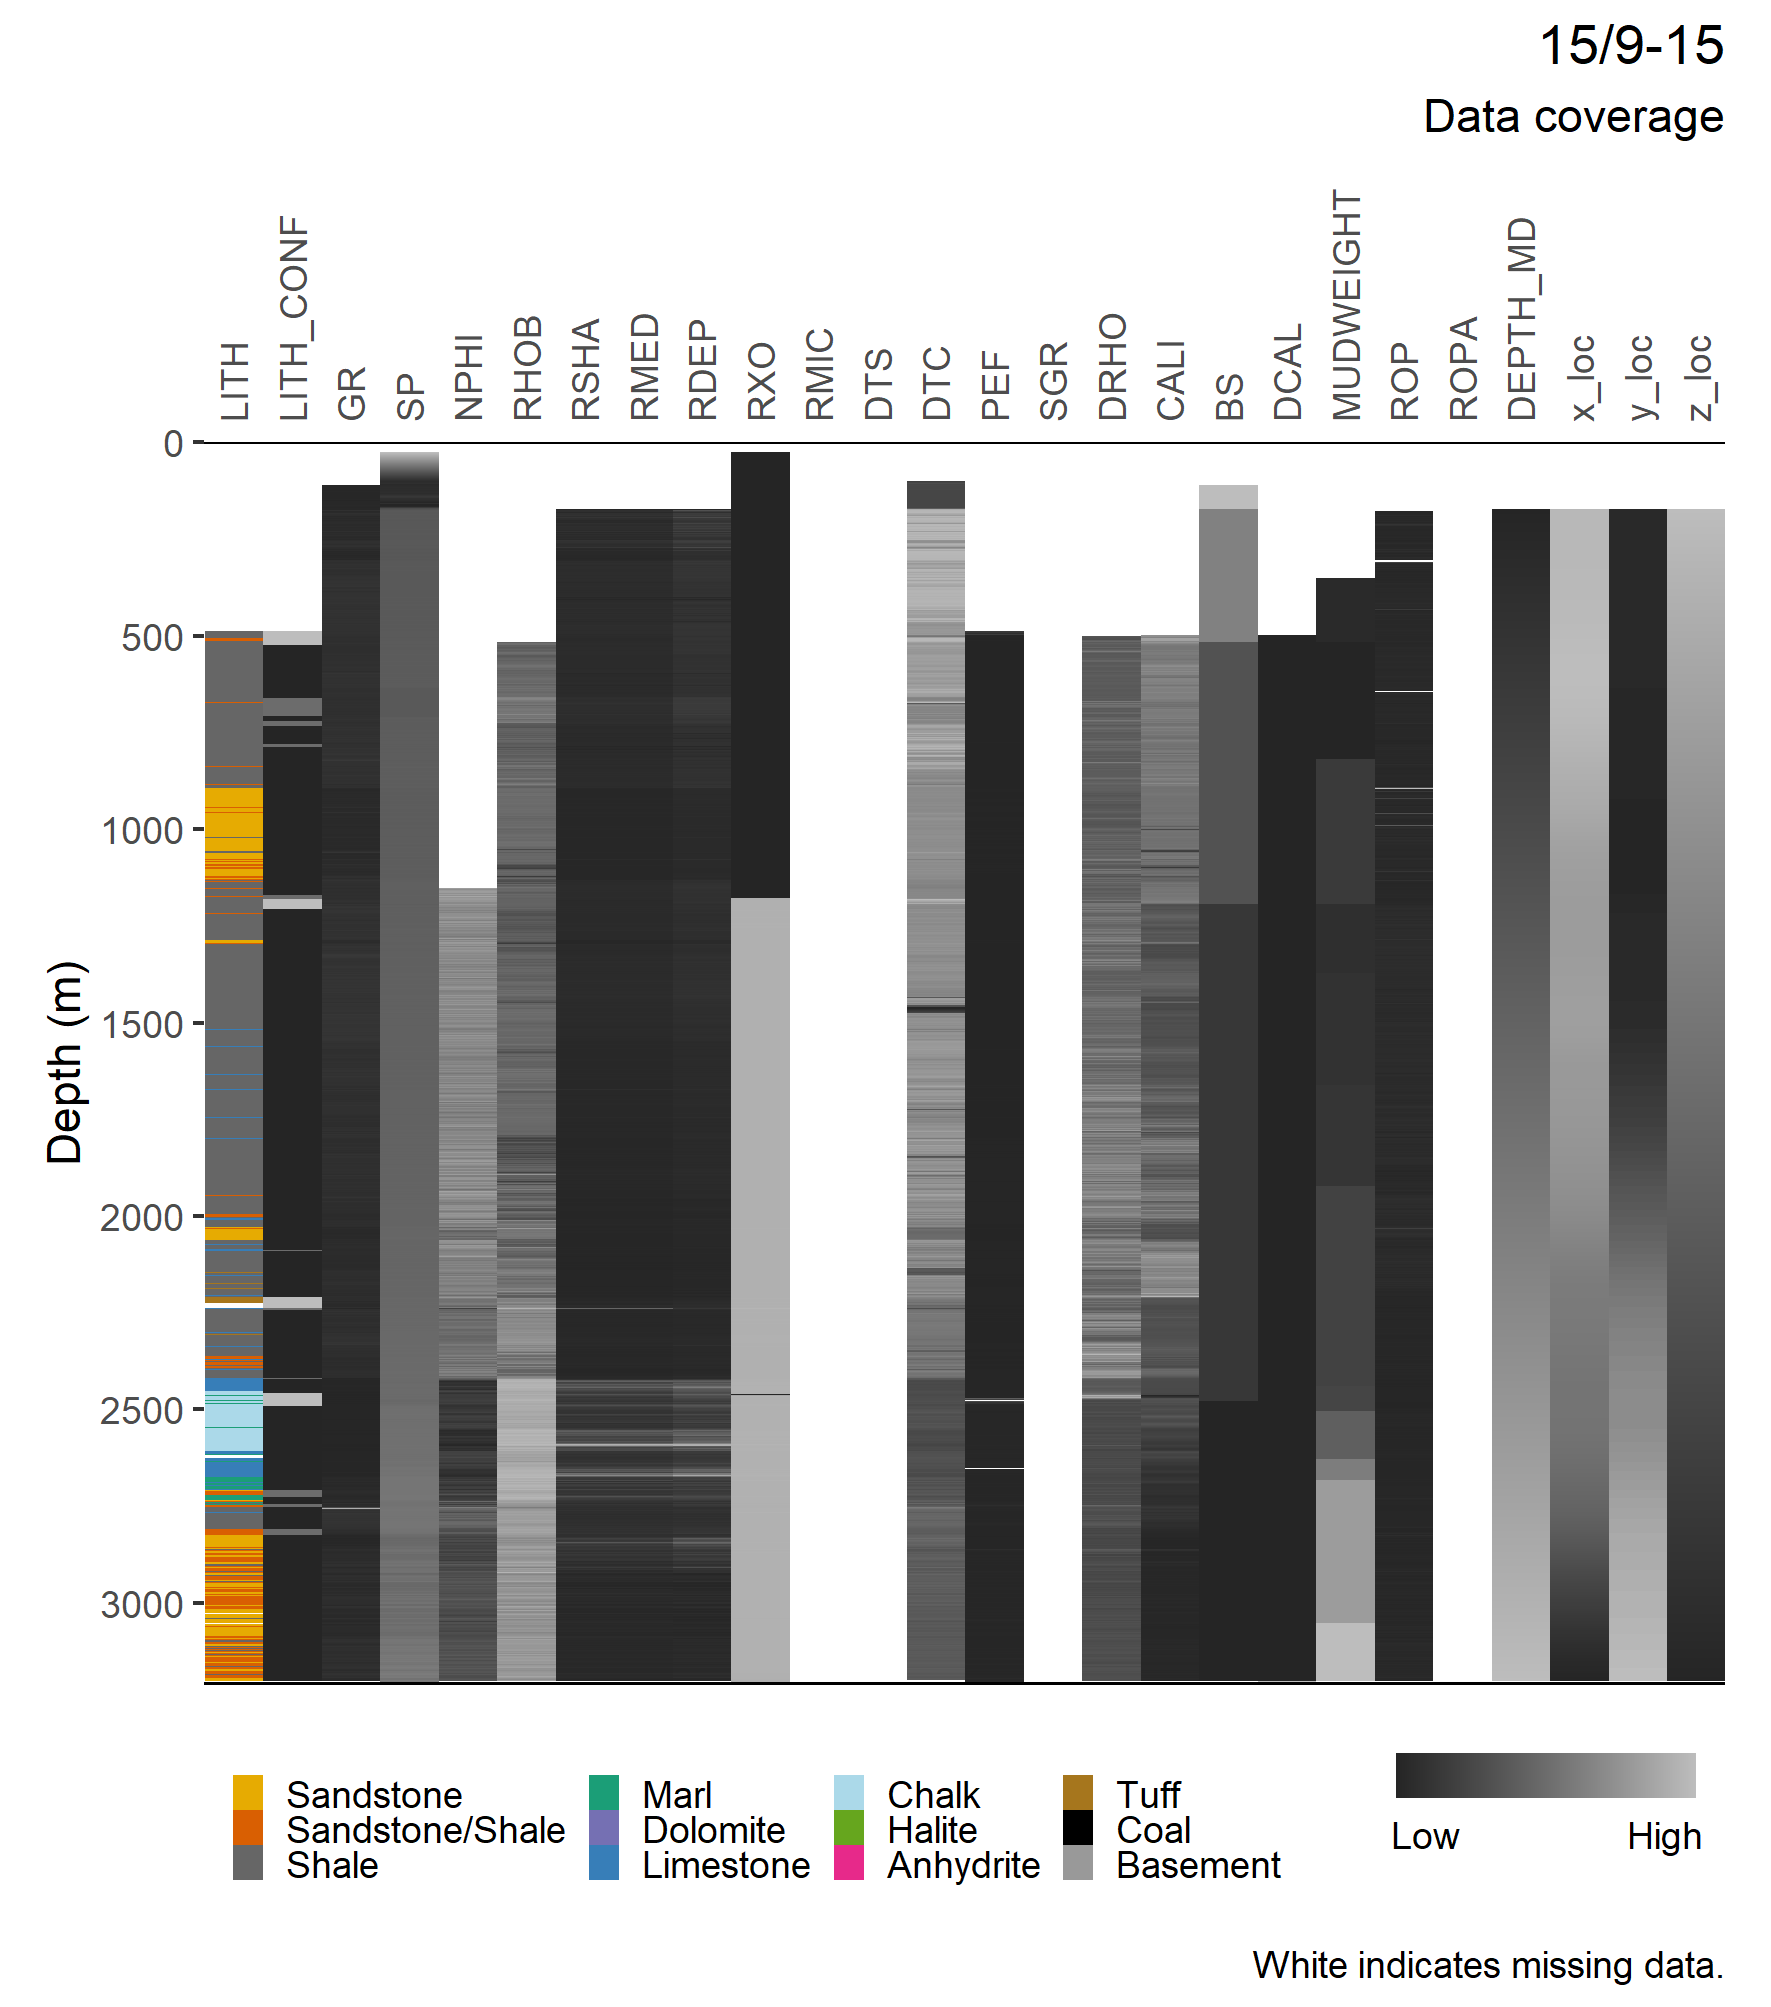 15/9-15
Data coverage
LITH
LITH_CONF
GR
SP
NPHI
RHOB
RSHA
RMED
RDEP
RXO
RMIC
DTS
DTC
PEF
SGR
DRHO
CALI
BS
DCAL
MUDWEIGHT
ROP
ROPA
DEPTH_MD
x_loc
y_loc
z_loc
0
500
1000
1500
2000
2500
3000
Depth (m)
Sandstone
Sandstone/Shale
Shale
Marl
Dolomite
Limestone
Chalk
Halite
Anhydrite
Tuff
Coal
Basement
Low
High
White indicates missing data.